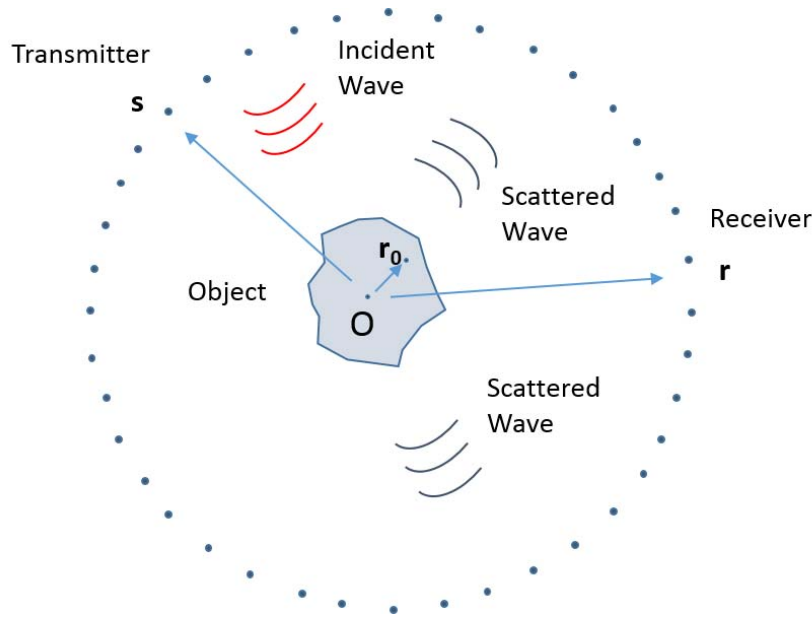 Transmitter
s
Incident
Wave
Scattered
Wave
Receiver
r
r₀
Object
O
Scattered
Wave